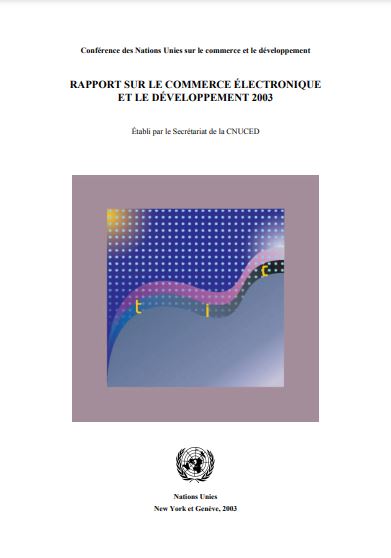 Conférence des Nations Unies sur le commerce et le développement
RAPPORT SUR LE COMMERCE ÉLECTRONIQUE
ET LE DÉVELOPPEMENT 2003
Établi par le Secrétariat de la CNUCED
t i c
Nations Unies
New York et Genève, 2003